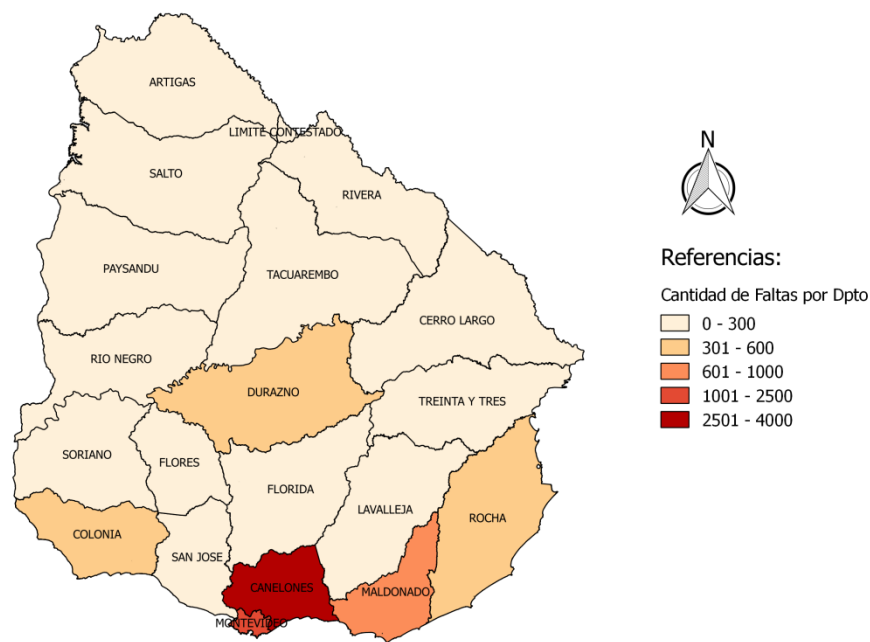 ARTIGAS
LIMITE CONTESTADO
SALTO
RIVERA
PAYSANDU
TACUAREMBO
CERRO LARGO
RIO NEGRO
DURAZNO
TREINTA Y TRES
SORIANO
FLORES
FLORIDA
LAVALLEJA
ROCHA
COLONIA
SAN JOSE
CANELONES
MALDONADO
MONTEVIDEO
N
Referencias:
Cantidad de Faltas por Dpto
0 - 300
301 - 600
601 - 1000
1001 - 2500
2501 - 4000